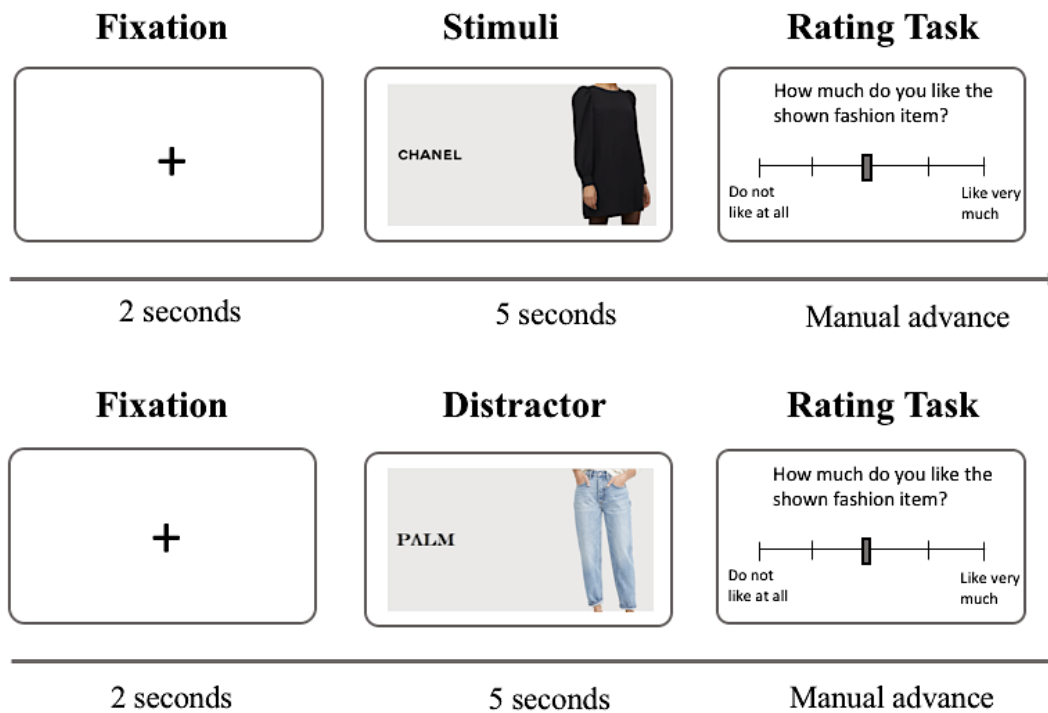 Fixation
Stimuli
Rating Task
+
CHANEL
How much do you like the
shown fashion item?
Do not
like at all
Like very
much
2 seconds
5 seconds
Manual advance
Fixation
Distractor
Rating Task
+
PALM
How much do you like the
shown fashion item?
Do not
like at all
Like very
much
2 seconds
5 seconds
Manual advance